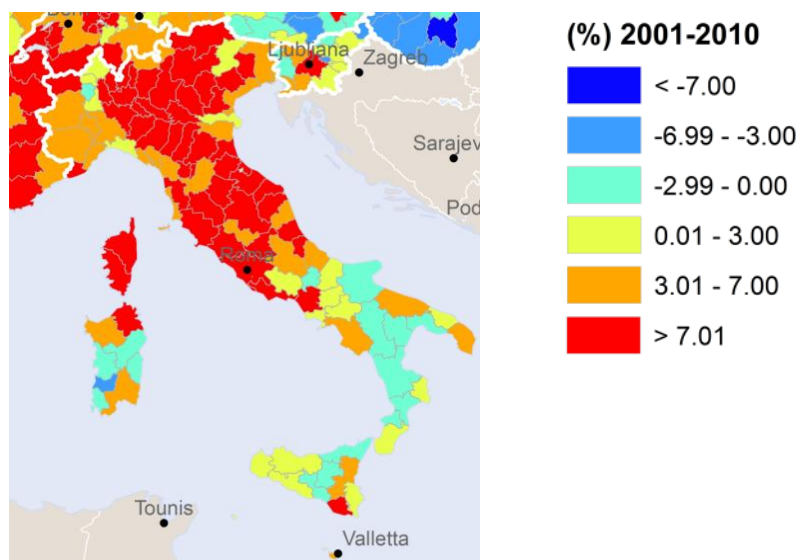 Bern
Ljubljana
Zagreb
Sarajev
Pod
Roma
Tounis
Valletta
(%) 2001-2010
< -7.00
-6.99 - -3.00
-2.99 - 0.00
0.01 - 3.00
3.01 - 7.00
> 7.01